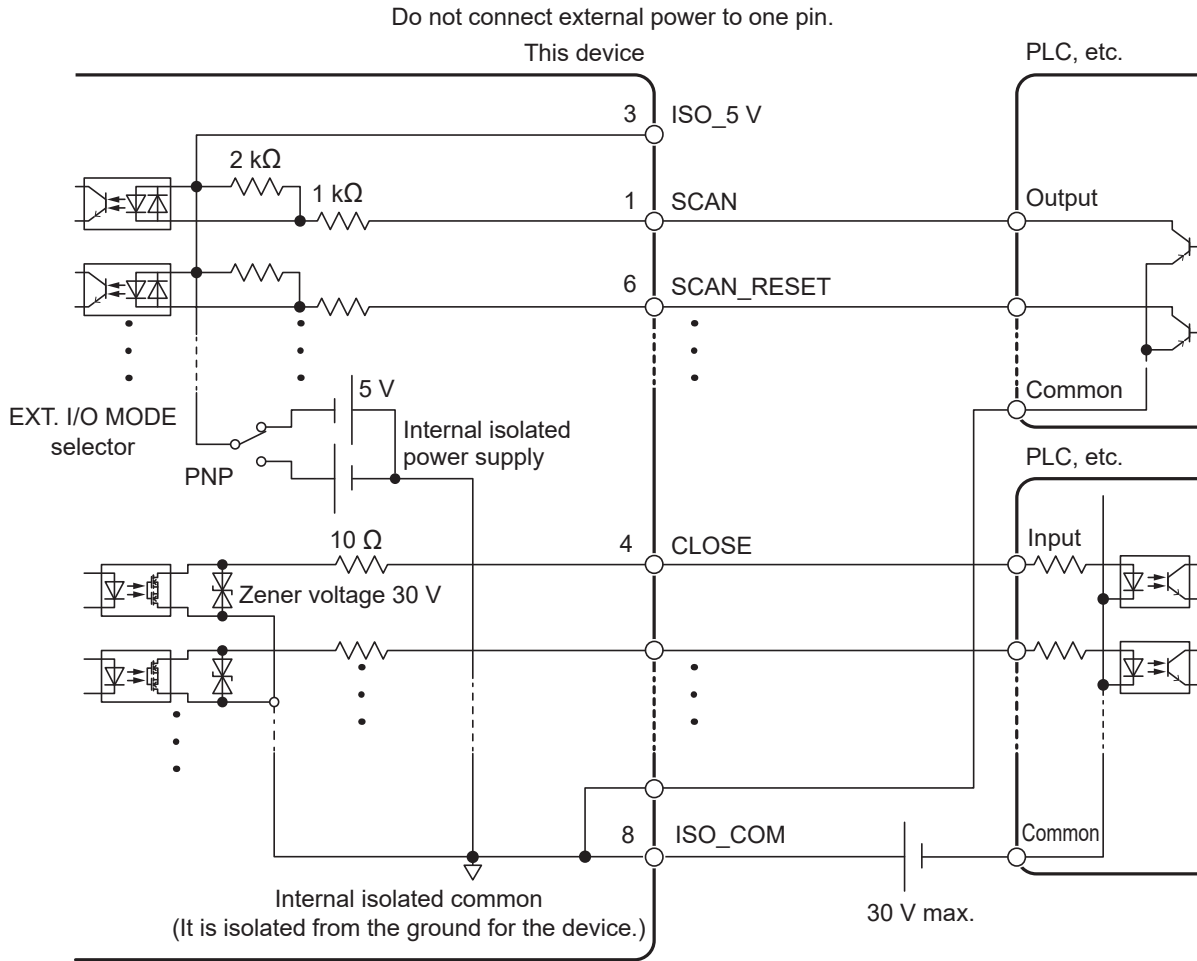 Do not connect external power to one pin.
This device
PLC, etc.
3 ISO_5 V
2 kΩ
1 kΩ
1 SCAN
Output
6 SCAN_RESET
5 V
Common
EXT. I/O MODE
selector
Internal isolated
power supply
PNP
PLC, etc.
10 Ω
4 CLOSE
Input
Zener voltage 30 V
8 ISO_COM
Common
Internal isolated common
(It is isolated from the ground for the device.)
30 V max.